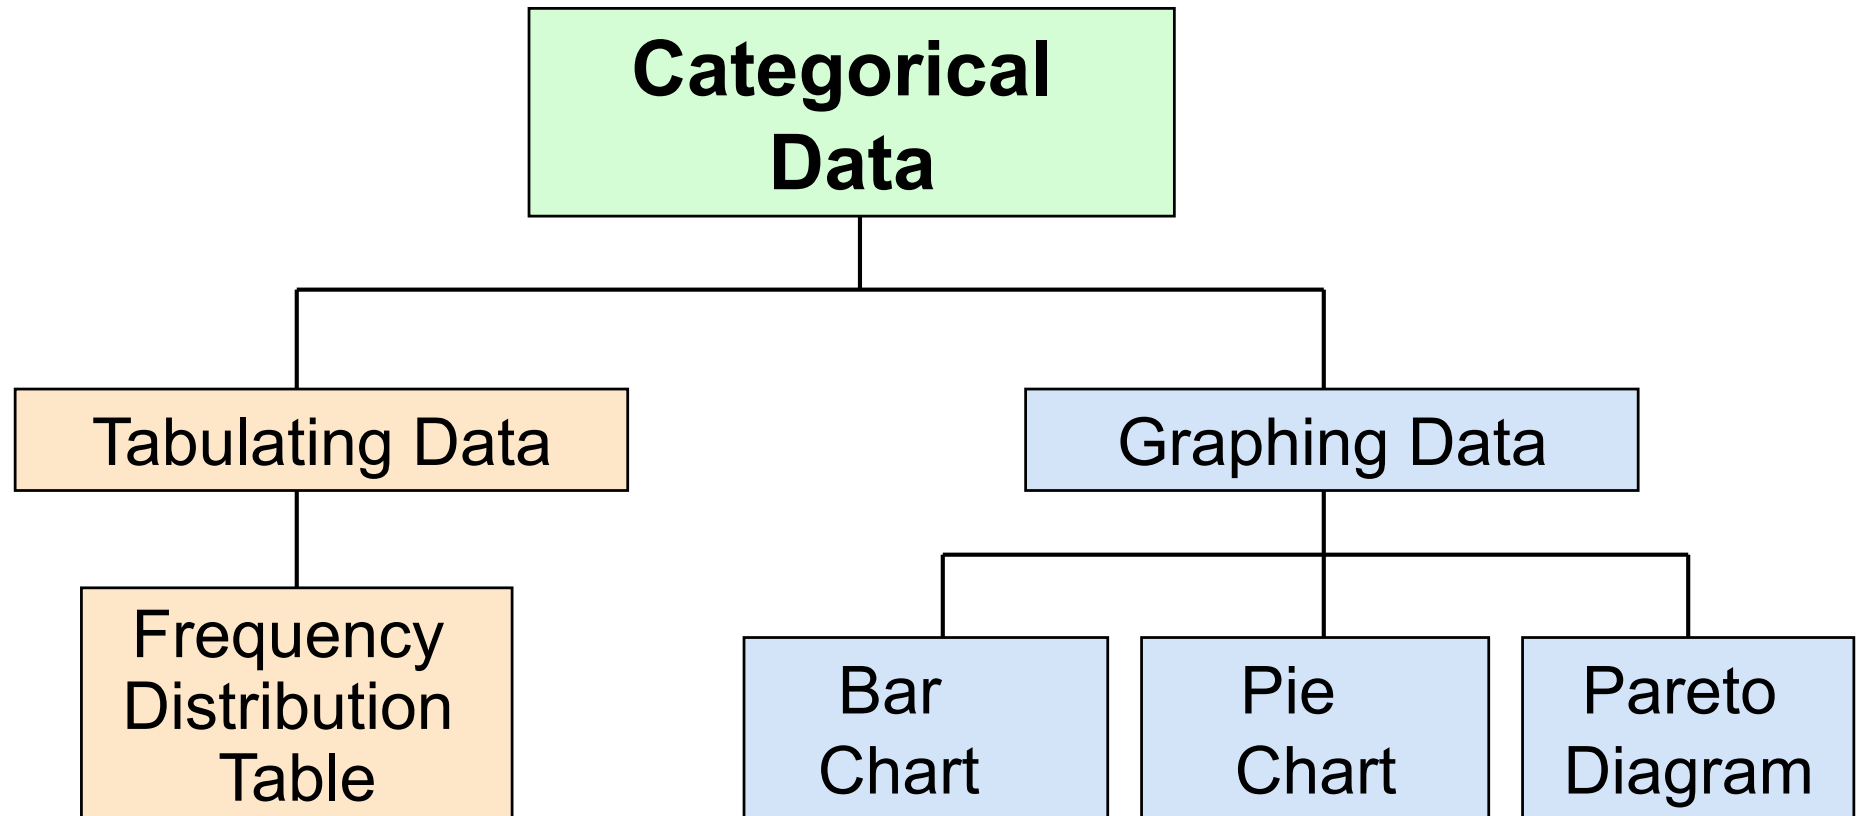 Categorical
Data
Tabulating Data
Graphing Data
Frequency
Distribution
Table
Bar
Chart
Pie
Chart
Pareto
Diagram